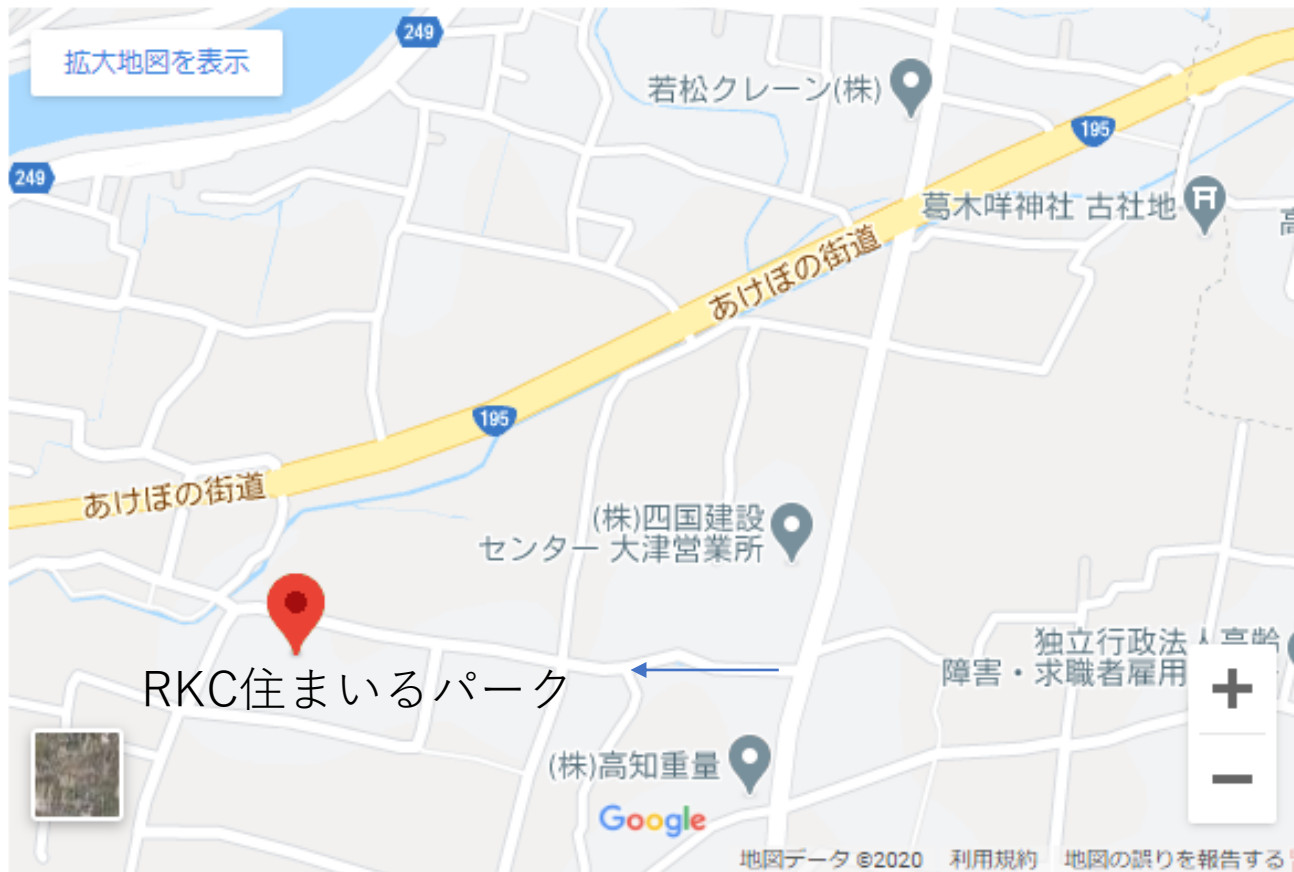 249
拡大地図を表示
若松クレーン(株)
195
249
葛木咩神社 古社地
高
あけぼの街道
195
あけぼの街道
(株)四国建設
センター 大津営業所
独立行政法人高齢
障害・求職者雇用
RKC住まいるパーク
(株)高知重量
Google
地図データ ©2020 利用規約 地図の誤りを報告する